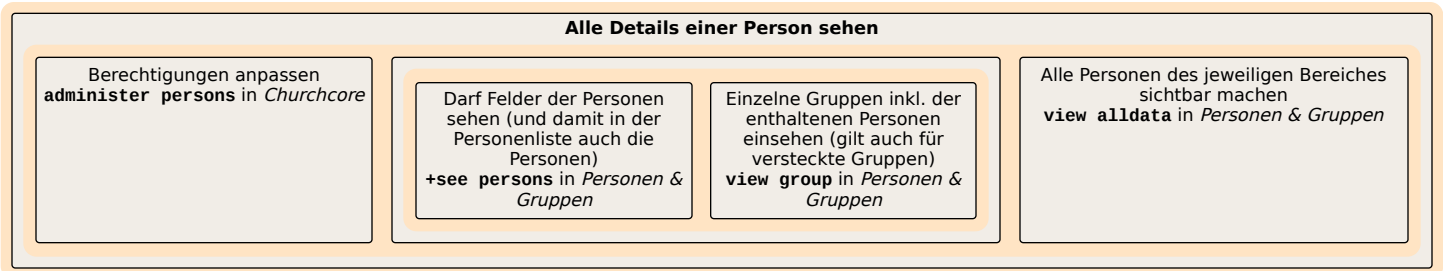 Alle Details einer Person sehen
Berechtigungen anpassen
administer persons in Churchcore
Darf Felder der Personen
sehen (und damit in der
Personenliste auch die
Personen)
+see persons in Personen &
Gruppen
Einzelne Gruppen inkl. der
enthaltenen Personen
einsehen (gilt auch für
versteckte Gruppen)
view group in Personen &
Gruppen
Alle Personen des jeweiligen Bereiches
sichtbar machen
view alldata in Personen & Gruppen